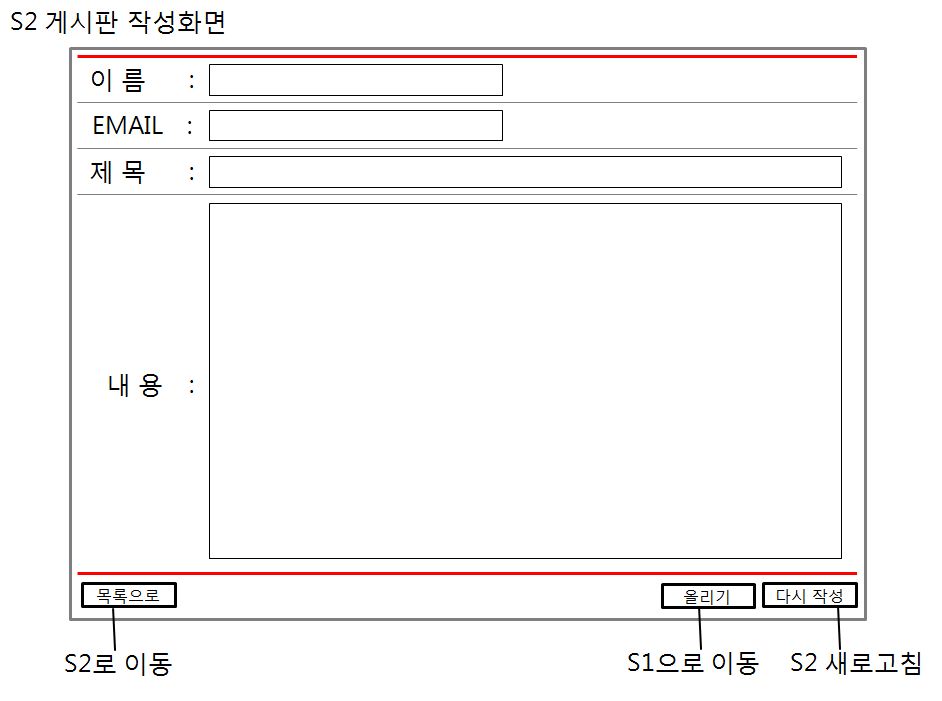 S2 게시판 작성화면
이 름 :
EMAIL :
제 목 :
내 용 :
목록으로 올리기 다시 작성
S2로 이동 S1으로 이동 S2 새로고침